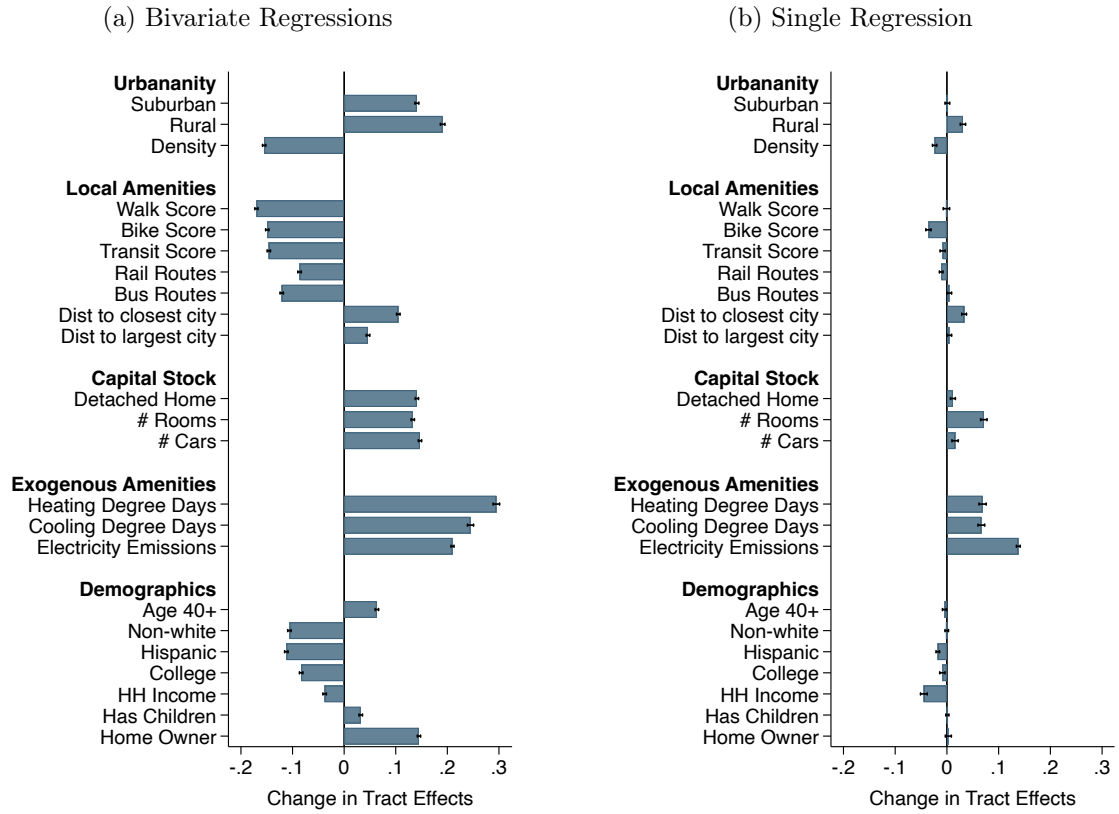 (a) Bivariate Regressions
Urbananity
Suburban
Rural
Density
Local Amenities
Walk Score
Bike Score
Transit Score
Rail Routes
Bus Routes
Dist to closest city
Dist to largest city
Capital Stock
Detached Home
# Rooms
# Cars
Exogenous Amenities
Heating Degree Days
Cooling Degree Days
Electricity Emissions
Demographics
Age 40+
Non-white
Hispanic
College
HH Income
Has Children
Home Owner
-.2 -.1 0 .1 .2 .3
Change in Tract Effects
(b) Single Regression
Urbananity
Suburban
Rural
Density
Local Amenities
Walk Score
Bike Score
Transit Score
Rail Routes
Bus Routes
Dist to closest city
Dist to largest city
Capital Stock
Detached Home
# Rooms
# Cars
Exogenous Amenities
Heating Degree Days
Cooling Degree Days
Electricity Emissions
Demographics
Age 40+
Non-white
Hispanic
College
HH Income
Has Children
Home Owner
-.2 -.1 0 .1 .2 .3
Change in Tract Effects